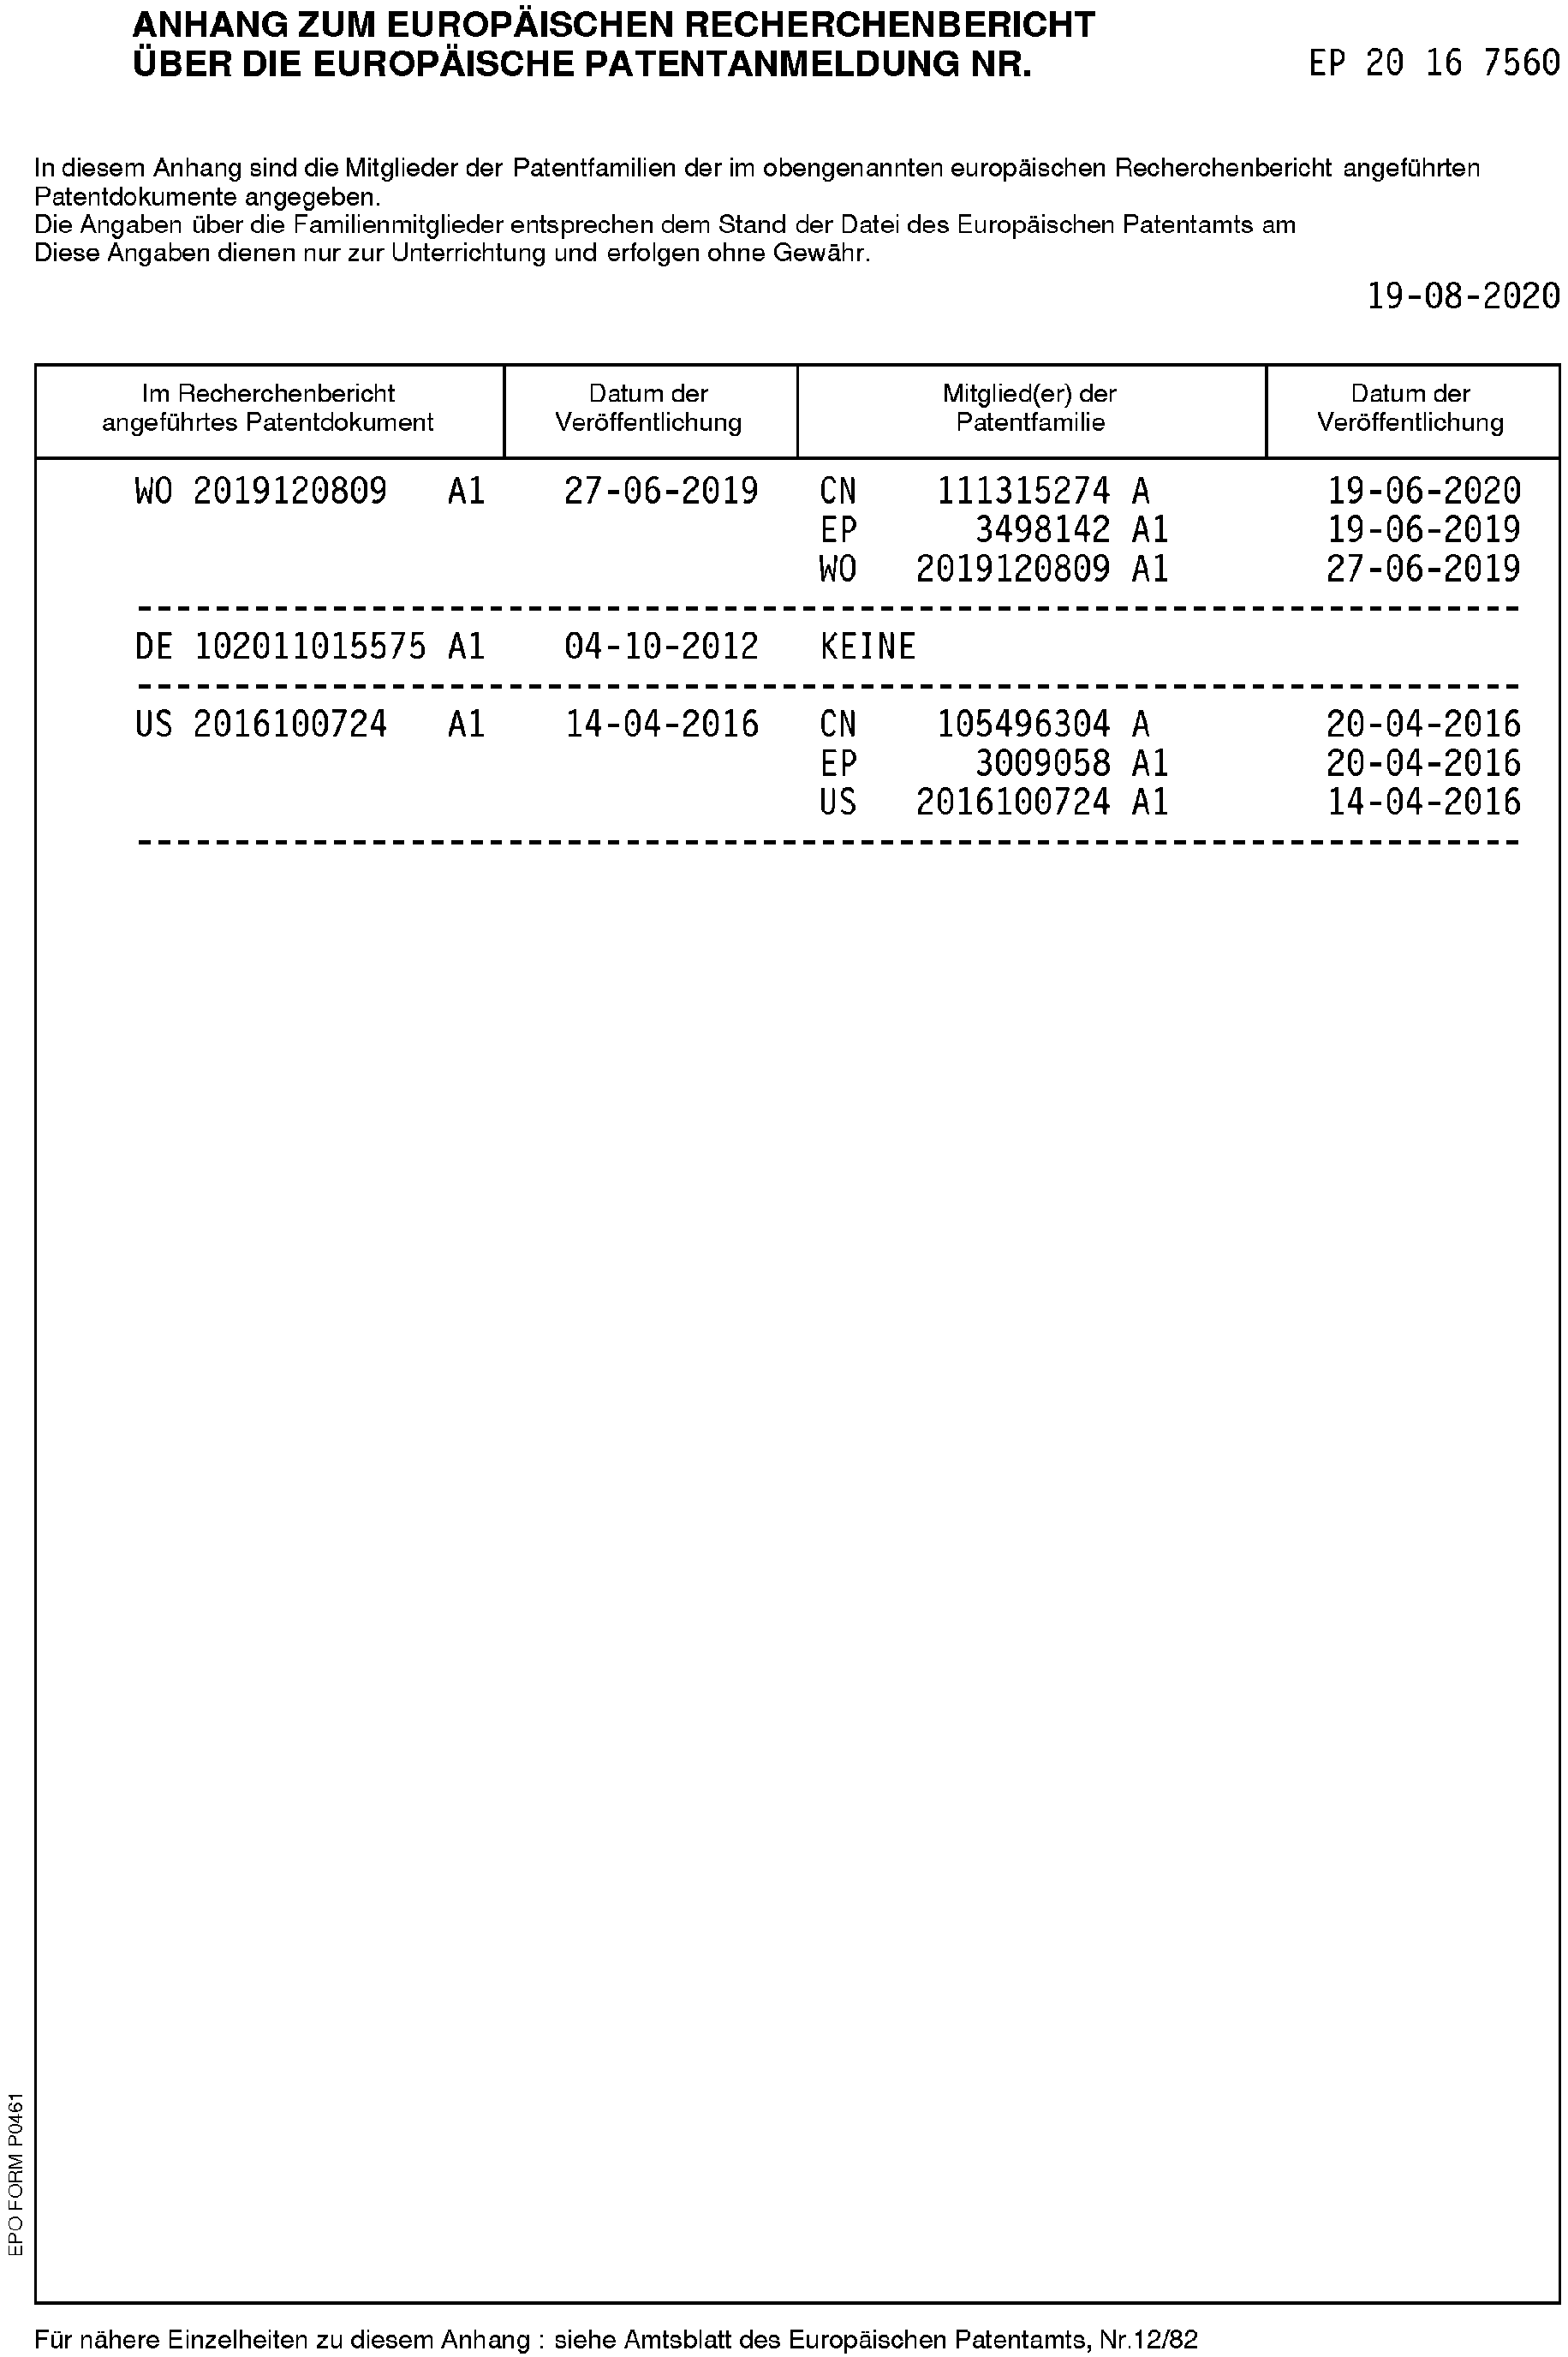 ANHANG ZUM EUROPÄISCHEN RECHERCHENBERICHT
ÜBER DIE EUROPÄISCHE PATENTANMELDUNG NR. EP 20 16 7560
In diesem Anhang sind die Mitglieder der Patentfamilien der im obengenannten europäischen Recherchenbericht angeführten
Patentdokumente angegeben.
Die Angaben über die Familienmitglieder entsprechen dem Stand der Datei des Europäischen Patentamts am
Diese Angaben dienen nur zur Unterrichtung und erfolgen ohne Gewähr.
19-08-2020
Im Recherchenbericht Datum der Mitglied(er) der Datum der
angeführtes Patentdokument Veröffentlichung Patentfamilie Veröffentlichung
WO 2019120809 A1 27-06-2019 CN 111315274 A 19-06-2020
EP 3498142 A1 19-06-2019
WO 2019120809 A1 27-06-2019
DE 102011015575 A1 04-10-2012 KEINE
US 2016100724 A1 14-04-2016 CN 105496304 A 20-04-2016
EP 3009058 A1 20-04-2016
US 2016100724 A1 14-04-2016
EPO FORM P0461
Für nähere Einzelheiten zu diesem Anhang : siehe Amtsblatt des Europäischen Patentamts, Nr.12/82